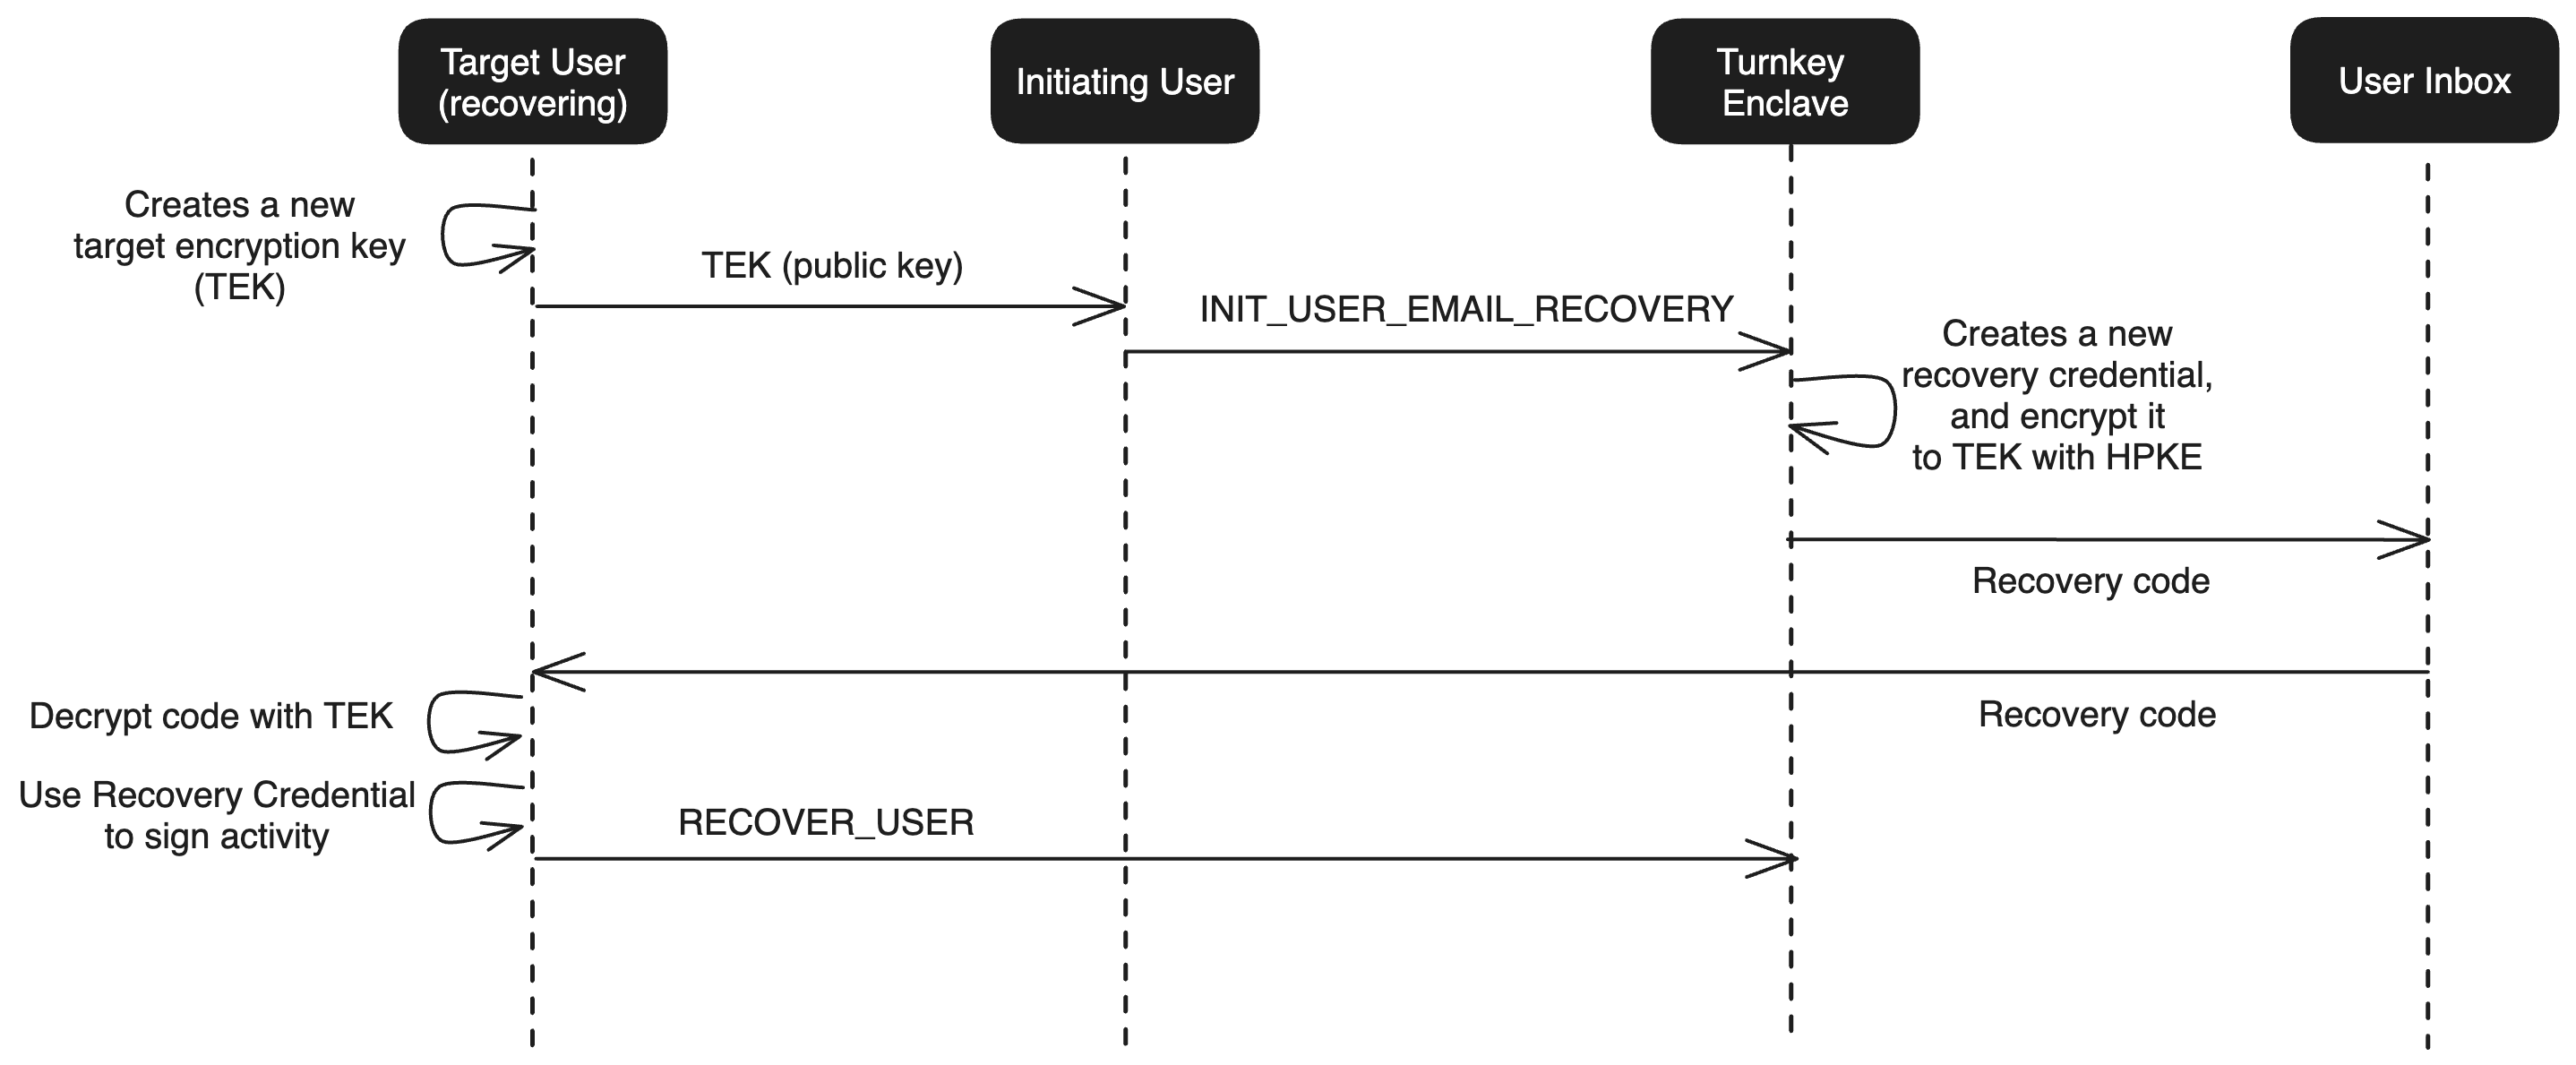 Target User
(recovering)
Initiating User
Turnkey
Enclave
User Inbox
Creates a new
target encryption key
(TEK)
TEK (public key)
INIT_USER_EMAIL_RECOVERY
Creates a new
recovery credential,
and encrypt it
to TEK with HPKE
Recovery code
Recovery code
Decrypt code with TEK
Use Recovery Credential
to sign activity
RECOVER_USER